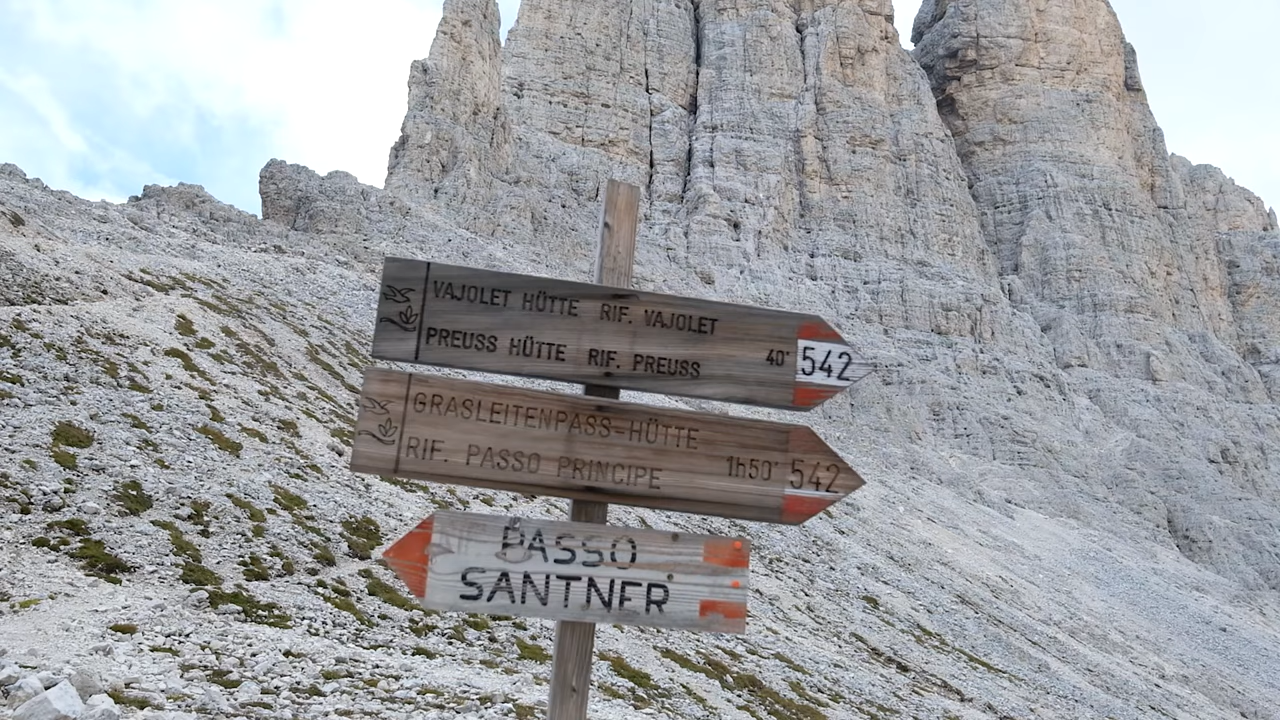 VAJOLET HÜTTE RIF. VAJOLET
PREUSS HÜTTE RIF. PREUSS 40' 542
GRASLEITENPASS-HÜTTE
RIF. PASSO PRINCIPE 1h50' 542
PASSO
SANTNER